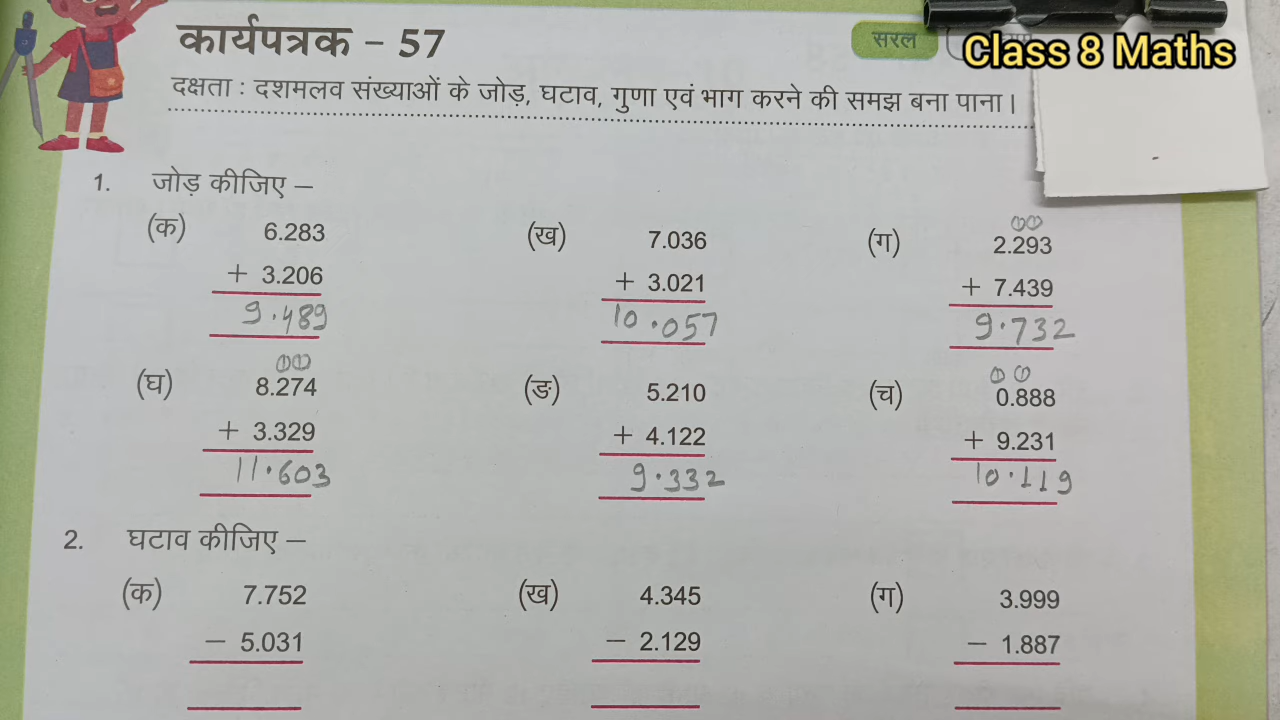 कार्यपत्रक – 57
सरल
Class 8 Maths
दक्षता : दशमलव संख्याओं के जोड़, घटाव, गुणा एवं भाग करने की समझ बना पाना।
1. जोड़ कीजिए –
(क) 6.283 (ख) 7.036 (ग) 2.293
+ 3.206 + 3.021 + 7.439
9.489 10.057 9.732
(घ) 8.274 (ङ) 5.210 (च) 0.888
+ 3.329 + 4.122 + 9.231
11.603 9.332 10.119
2. घटाव कीजिए –
(क) 7.752 (ख) 4.345 (ग) 3.999
– 5.031 – 2.129 – 1.887